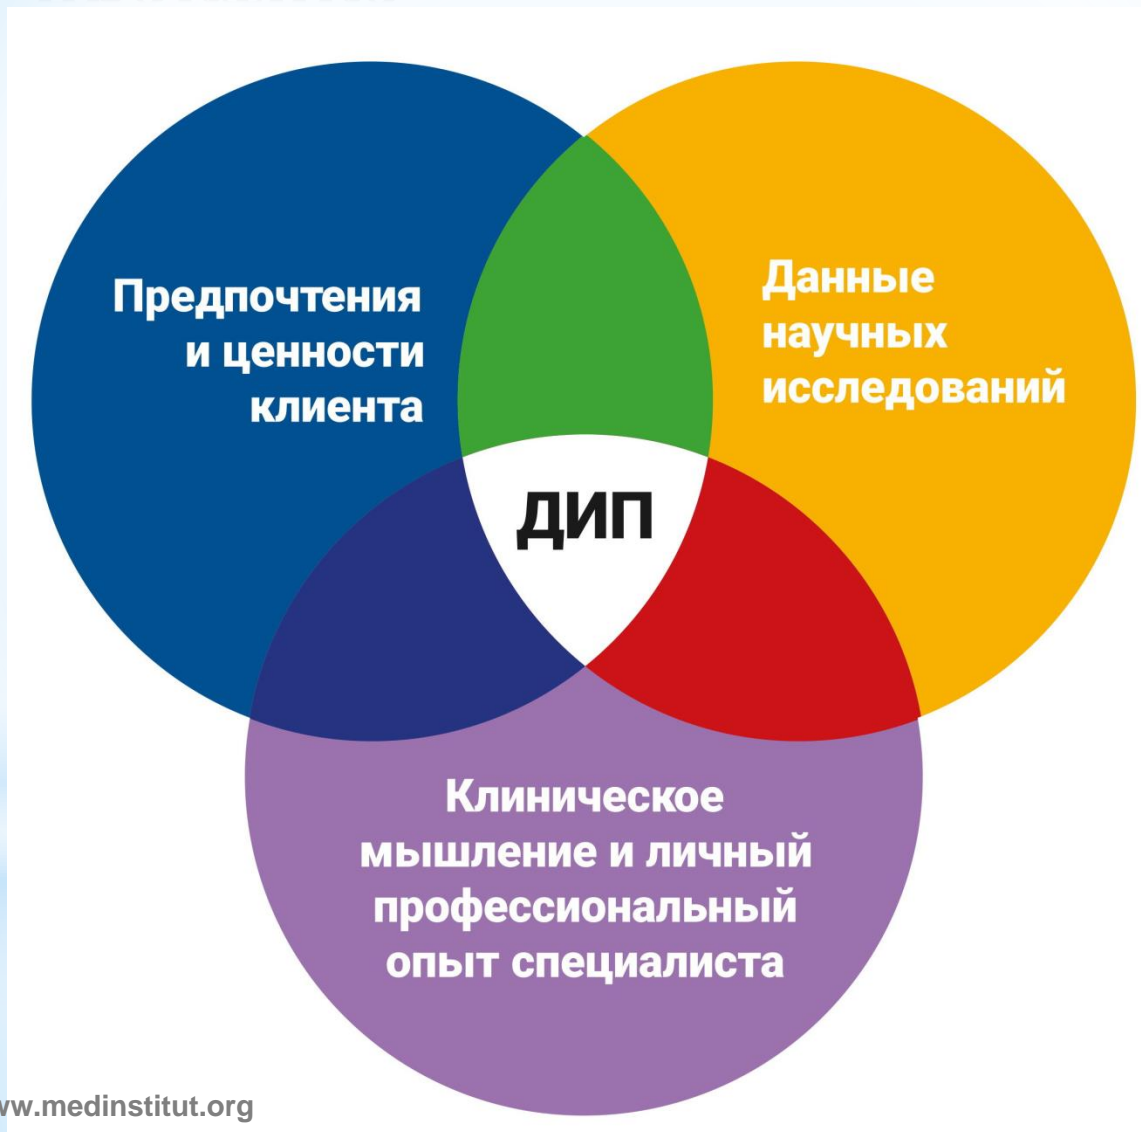 Предпочтения
и ценности
клиента
Данные
научных
исследований
ДИП
Клиническое
мышление и личный
профессиональный
опыт специалиста
ww.medinstitut.org